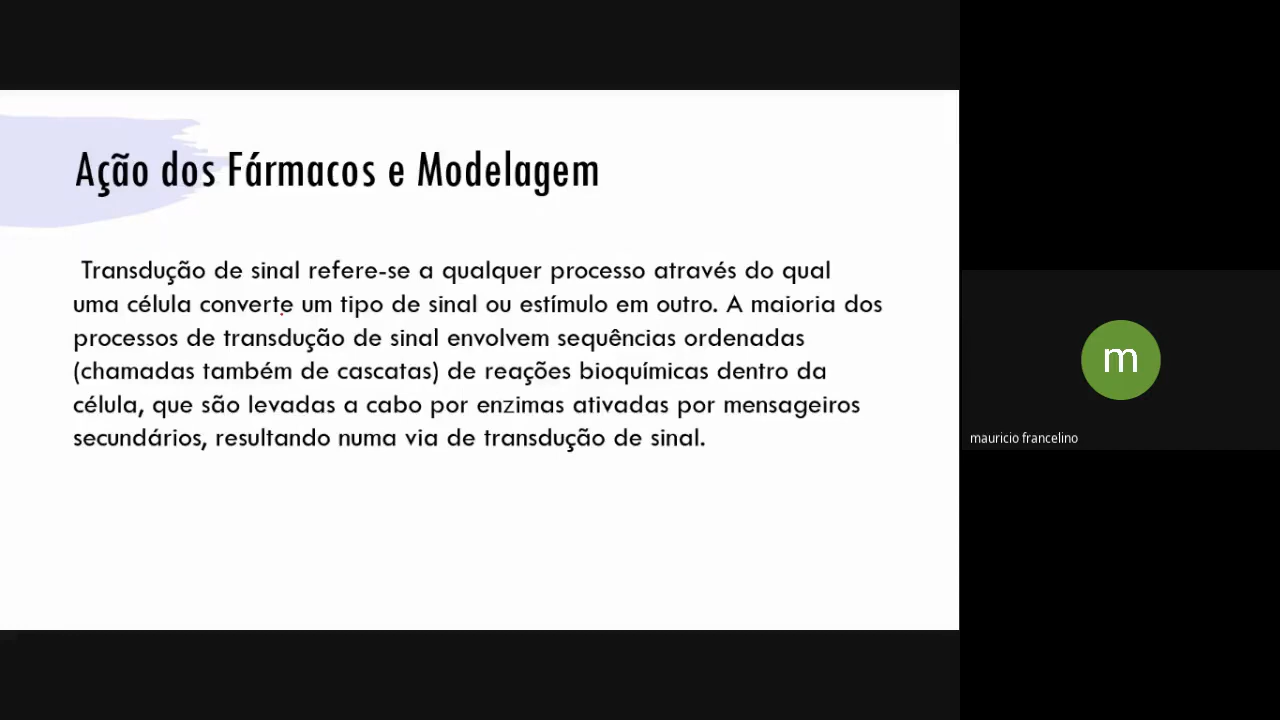 Ação dos Fármacos e Modelagem
Transdução de sinal refere-se a qualquer processo através do qual
uma célula converte um tipo de sinal ou estímulo em outro. A maioria dos
processos de transdução de sinal envolvem sequências ordenadas
(chamadas também de cascatas) de reações bioquímicas dentro da
célula, que são levadas a cabo por enzimas ativadas por mensageiros
secundários, resultando numa via de transdução de sinal.
m
mauricio francelino